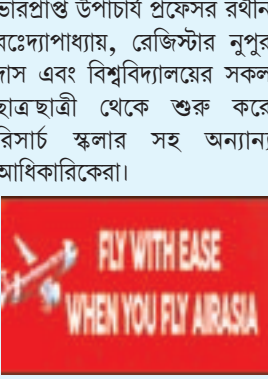 ভারপ্রাপ্ত উপাচার্য প্রফেসর রথীন
বন্দ্যোপাধ্যায়, রেজিস্টার নুপুর
দাস এবং বিশ্ববিদ্যালয়ের সকল
ছাত্রছাত্রী থেকে শুরু করে
রিসার্চ স্কলার সহ অন্যান্য
আধিকারিকেরা।
FLY WITH EASE
WHEN YOU FLY AIRASIA